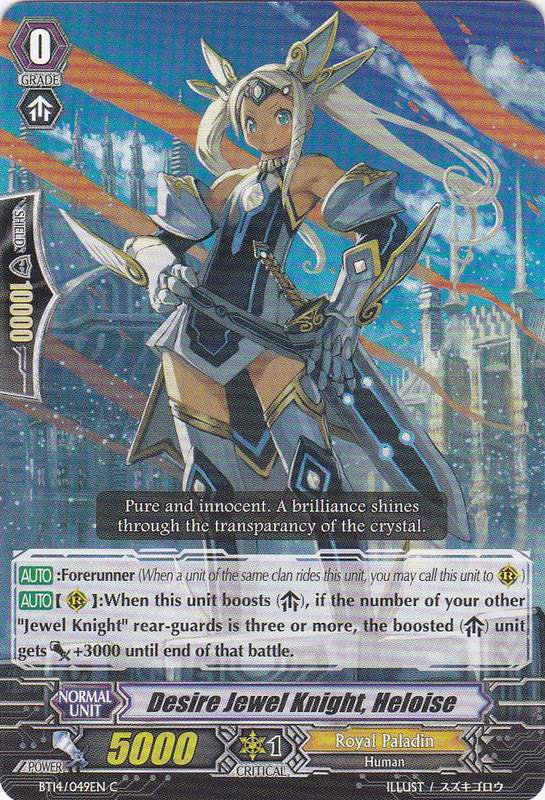 0
GRADE
SHIELD
10000
Pure and innocent. A brilliance shines
through the transparancy of the crystal.
AUTO :Forerunner (When a unit of the same clan rides this unit, you may call this unit to R )
AUTO [ R ]:When this unit boosts ( ), if the number of your other
"Jewel Knight" rear-guards is three or more, the boosted ( ) unit
gets +3000 until end of that battle.
NORMAL
UNIT
Desire Jewel Knight, Heloise
POWER
5000
1
CRITICAL
Royal Paladin
Human
BT14/049EN C
ILLUST / スズキゴロウ